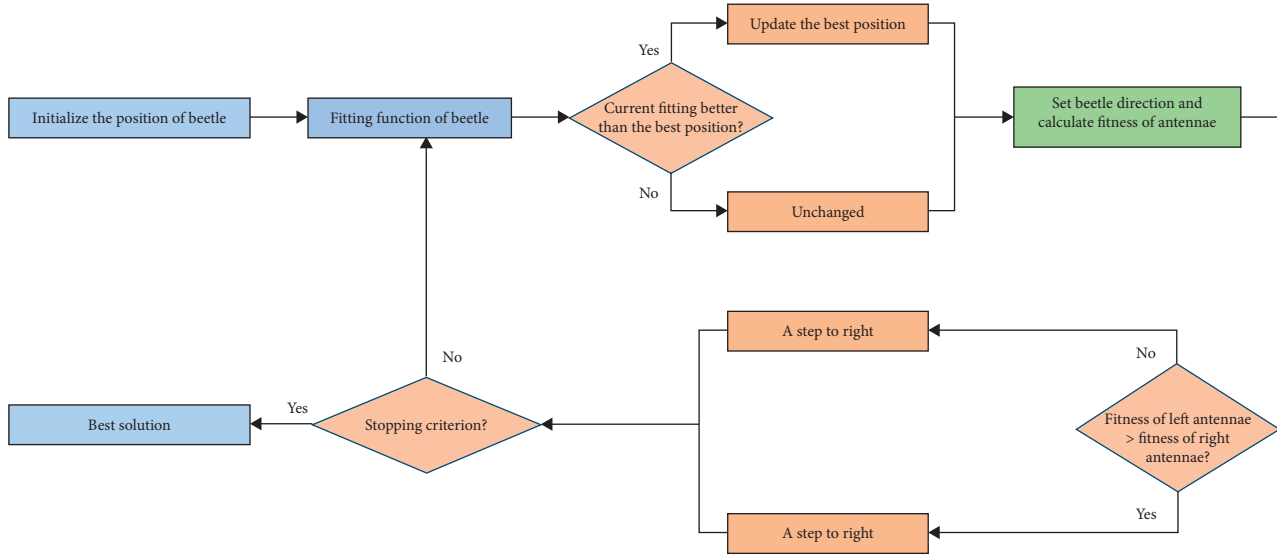 Initialize the position of beetle
Fitting function of beetle
Current fitting better
than the best position?
Yes
Update the best position
No
Unchanged
Set beetle direction and
calculate fitness of antennae
Fitness of left antennae
> fitness of right
antennae?
No
A step to right
Yes
A step to right
Stopping criterion?
No
Yes
Best solution